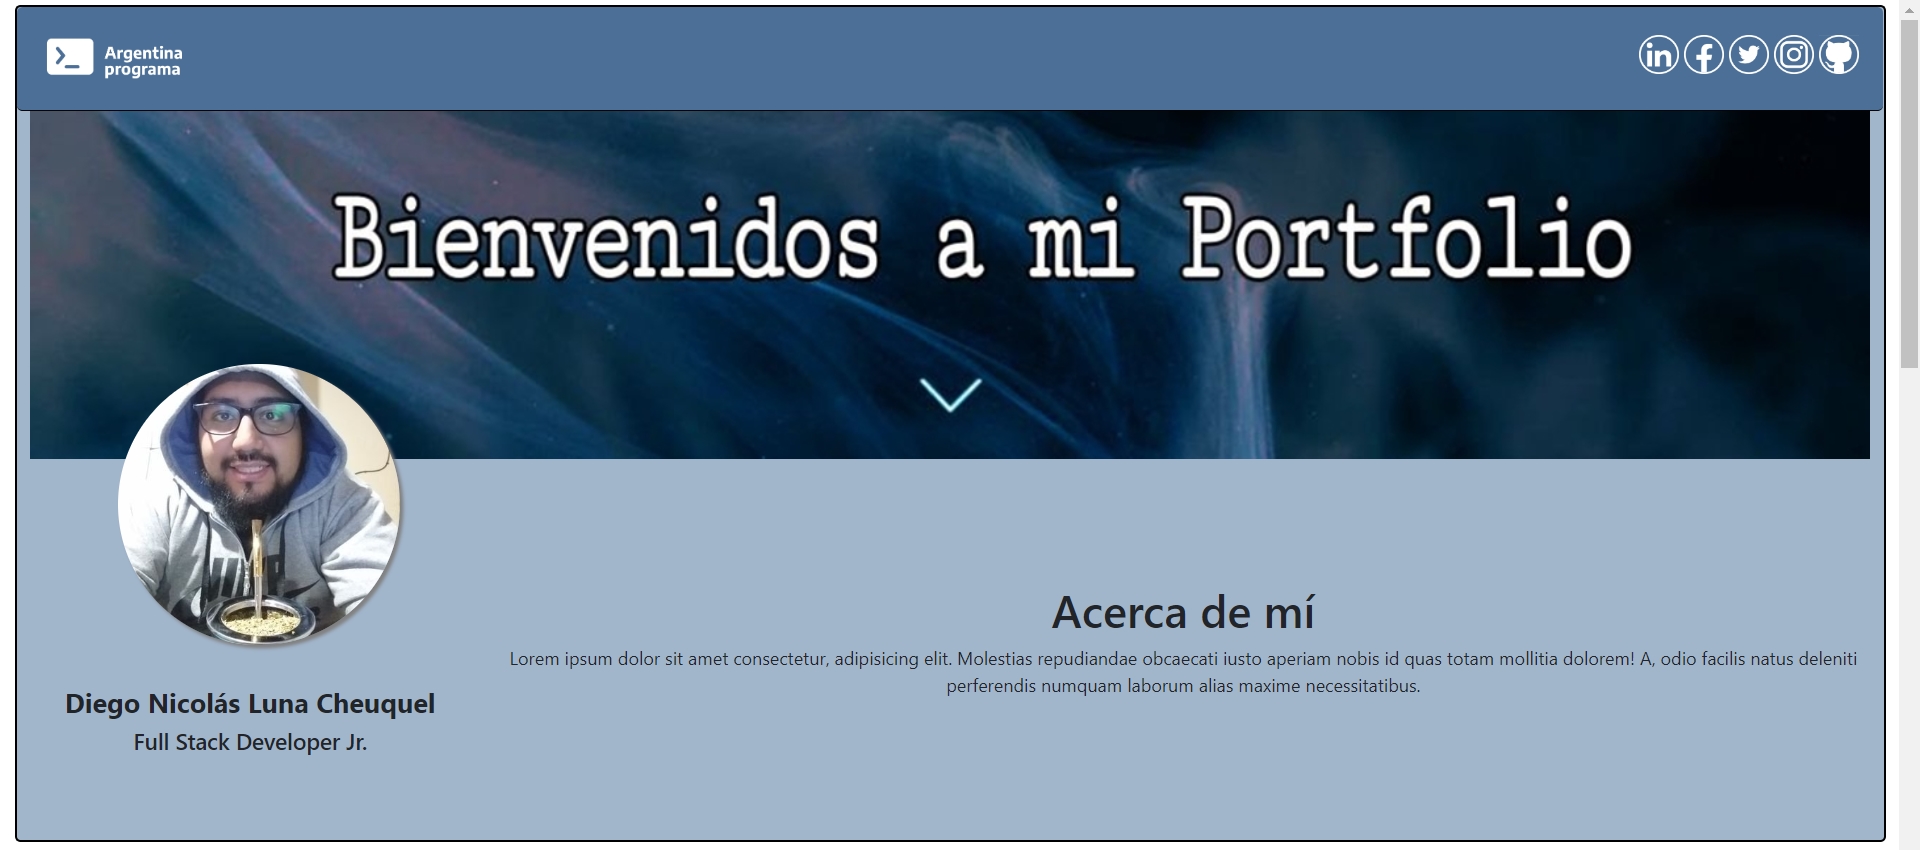 Argentina
programa
Bienvenidos a mi Portfolio
Acerca de mí
Lorem ipsum dolor sit amet consectetur, adipisicing elit. Molestias repudiandae obcaecati iusto aperiam nobis id quas totam mollitia dolorem! A, odio facilis natus deleniti
perferendis numquam laborum alias maxime necessitatibus.
Diego Nicolás Luna Cheuquel
Full Stack Developer Jr.